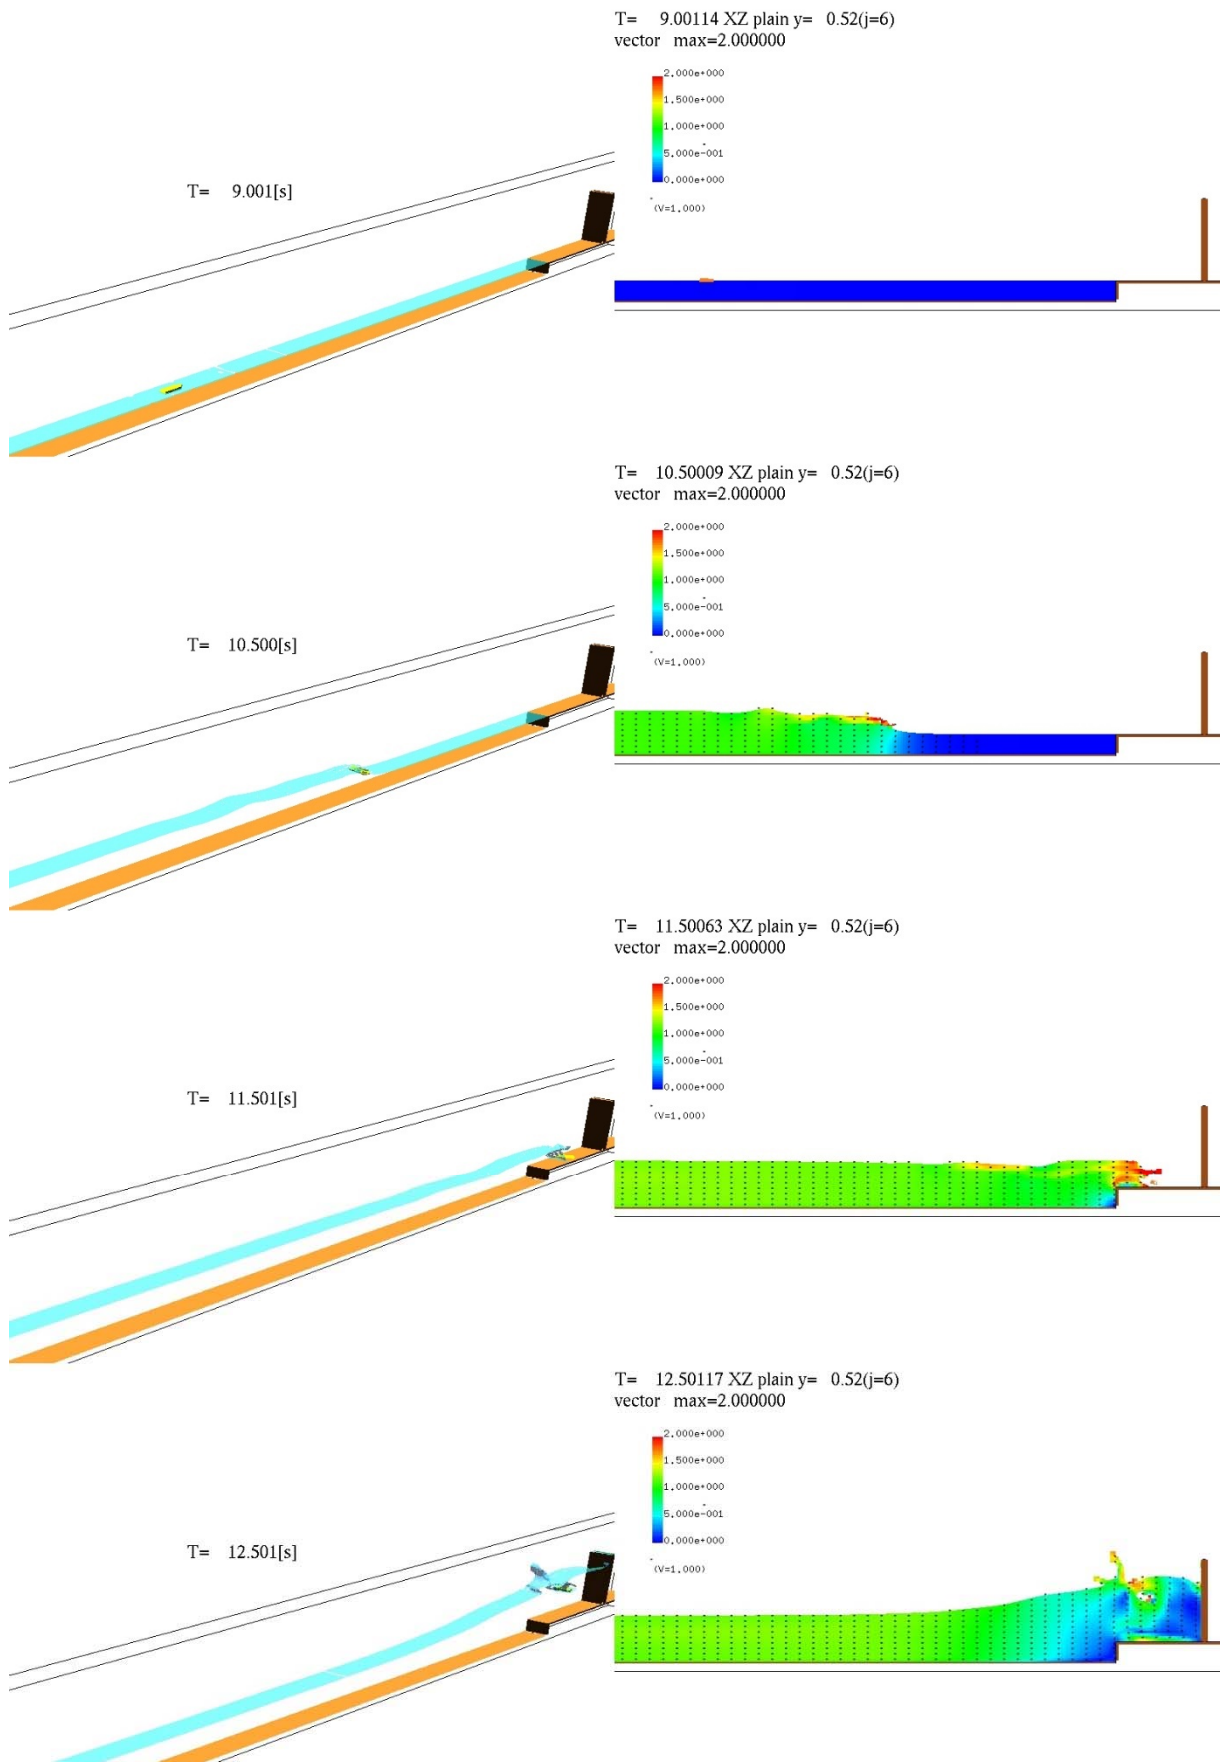 T=    9.00114 XZ plain y=   0.52(j=6)
vector   max=2.000000
2.000e+000
1.500e+000
1.000e+000
5.000e-001
0.000e+000
(V=1.000)
T=     9.001[s]
T=    10.50009 XZ plain y=   0.52(j=6)
vector   max=2.000000
2.000e+000
1.500e+000
1.000e+000
5.000e-001
0.000e+000
(V=1.000)
T=    10.500[s]
T=    11.50063 XZ plain y=   0.52(j=6)
vector   max=2.000000
2.000e+000
1.500e+000
1.000e+000
5.000e-001
0.000e+000
(V=1.000)
T=    11.501[s]
T=    12.50117 XZ plain y=   0.52(j=6)
vector   max=2.000000
2.000e+000
1.500e+000
1.000e+000
5.000e-001
0.000e+000
(V=1.000)
T=    12.501[s]